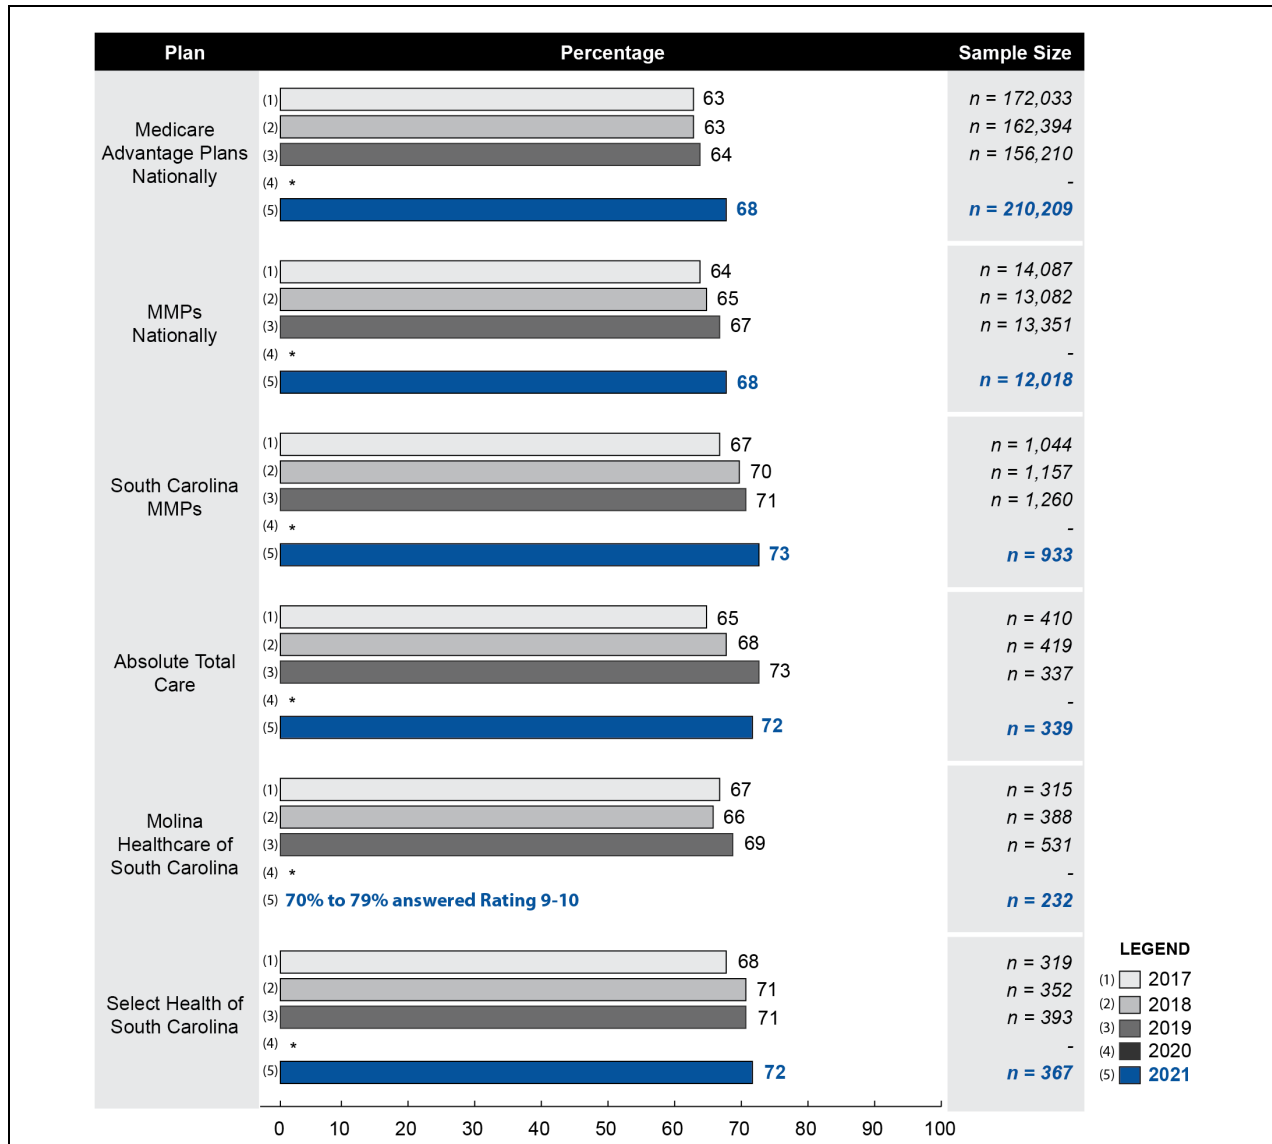 Plan Percentage Sample Size
Medicare
Advantage Plans
Nationally
(1) 63 n = 172,033
(2) 63 n = 162,394
(3) 64 n = 156,210
(4) * -
(5) 68 n = 210,209
MMPs
Nationally
(1) 64 n = 14,087
(2) 65 n = 13,082
(3) 67 n = 13,351
(4) * -
(5) 68 n = 12,018
South Carolina
MMPs
(1) 67 n = 1,044
(2) 70 n = 1,157
(3) 71 n = 1,260
(4) * -
(5) 73 n = 933
Absolute Total
Care
(1) 65 n = 410
(2) 68 n = 419
(3) 73 n = 337
(4) * -
(5) 72 n = 339
Molina
Healthcare of
South Carolina
(1) 67 n = 315
(2) 66 n = 388
(3) 69 n = 531
(4) * -
(5) 70% to 79% answered Rating 9-10 n = 232
Select Health of
South Carolina
(1) 68 n = 319
(2) 71 n = 352
(3) 71 n = 393
(4) * -
(5) 72 n = 367
0 10 20 30 40 50 60 70 80 90 100
LEGEND
(1) 2017
(2) 2018
(3) 2019
(4) 2020
(5) 2021